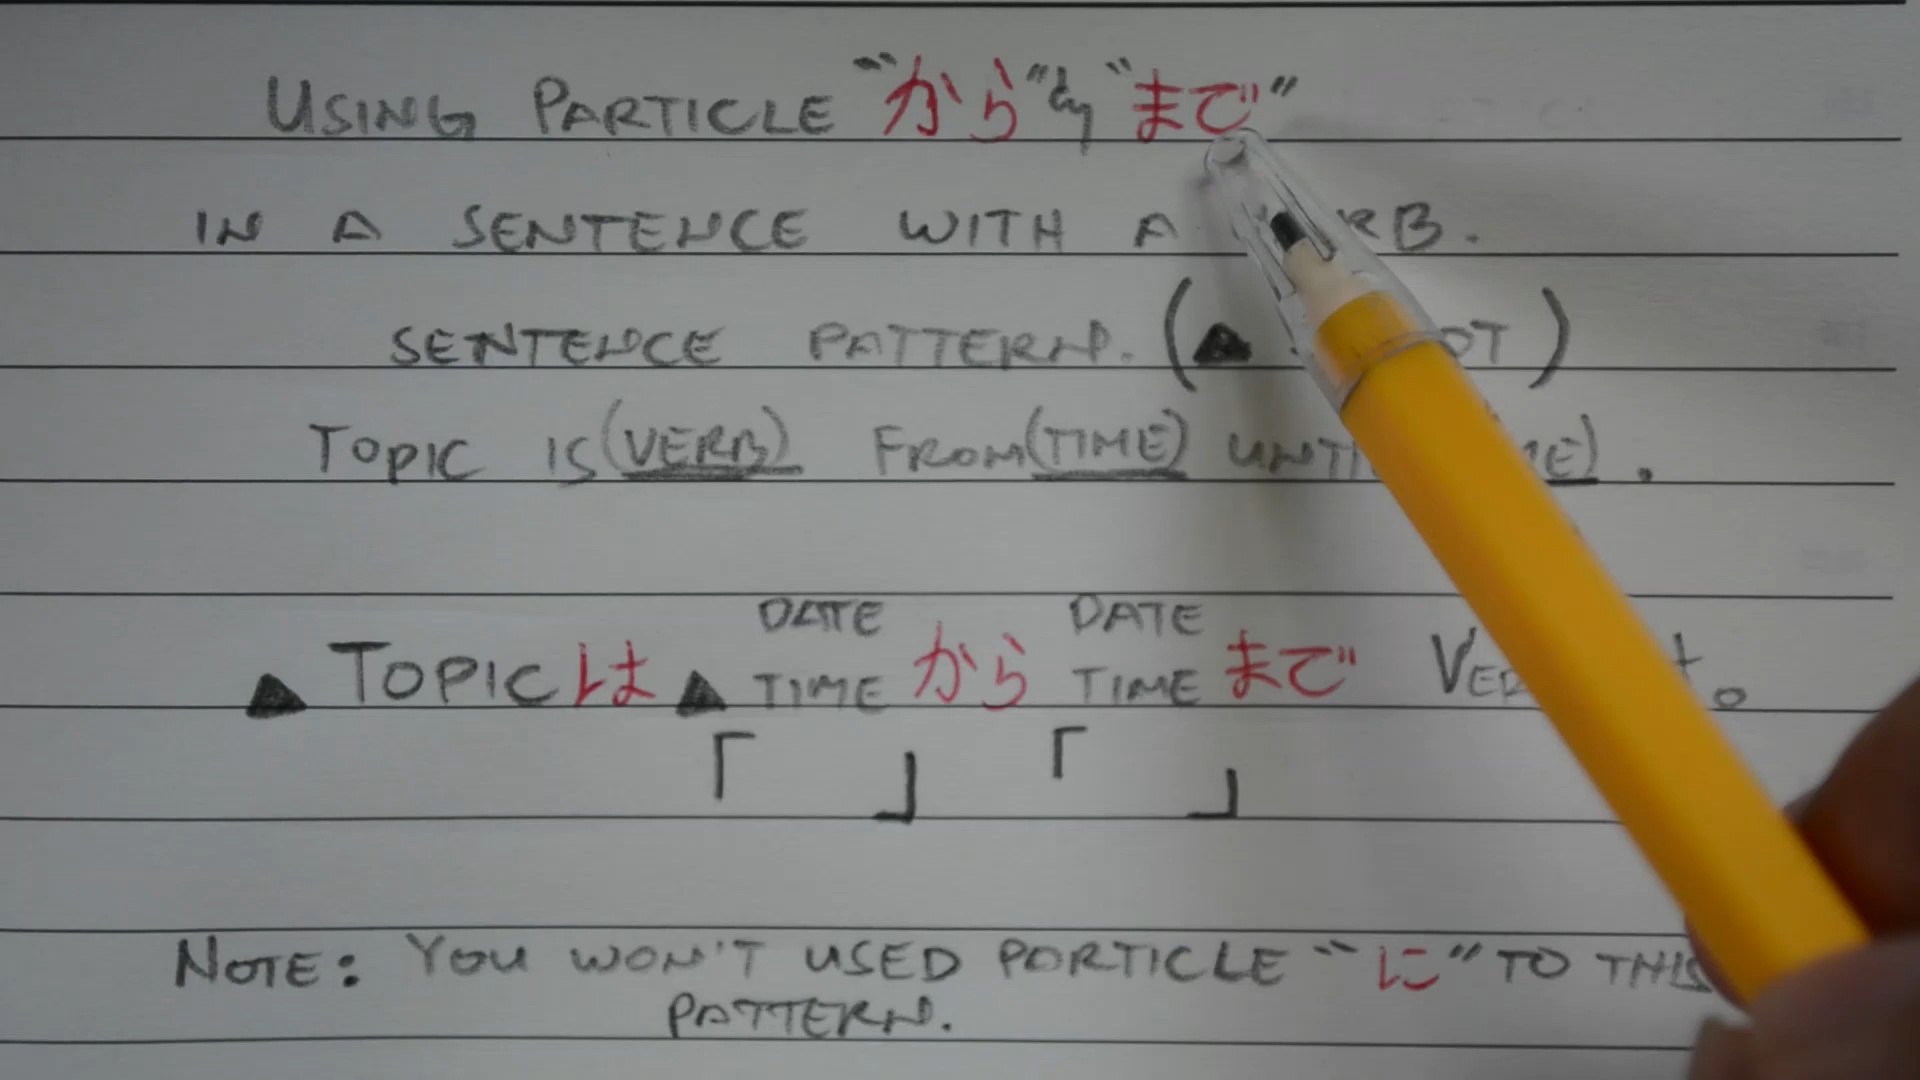 USING PARTICLE "から" & "まで"
IN A SENTENCE WITH A
SENTENCE PATTERN. (▲
TOPIC IS (VERB) FROM (TIME)
DATE DATE
▲ TOPIC は ▲ TIME から TIME まで
「 」 「 」
NOTE: YOU WON'T USED PORTICLE "に" TO THIS
PATTERN.